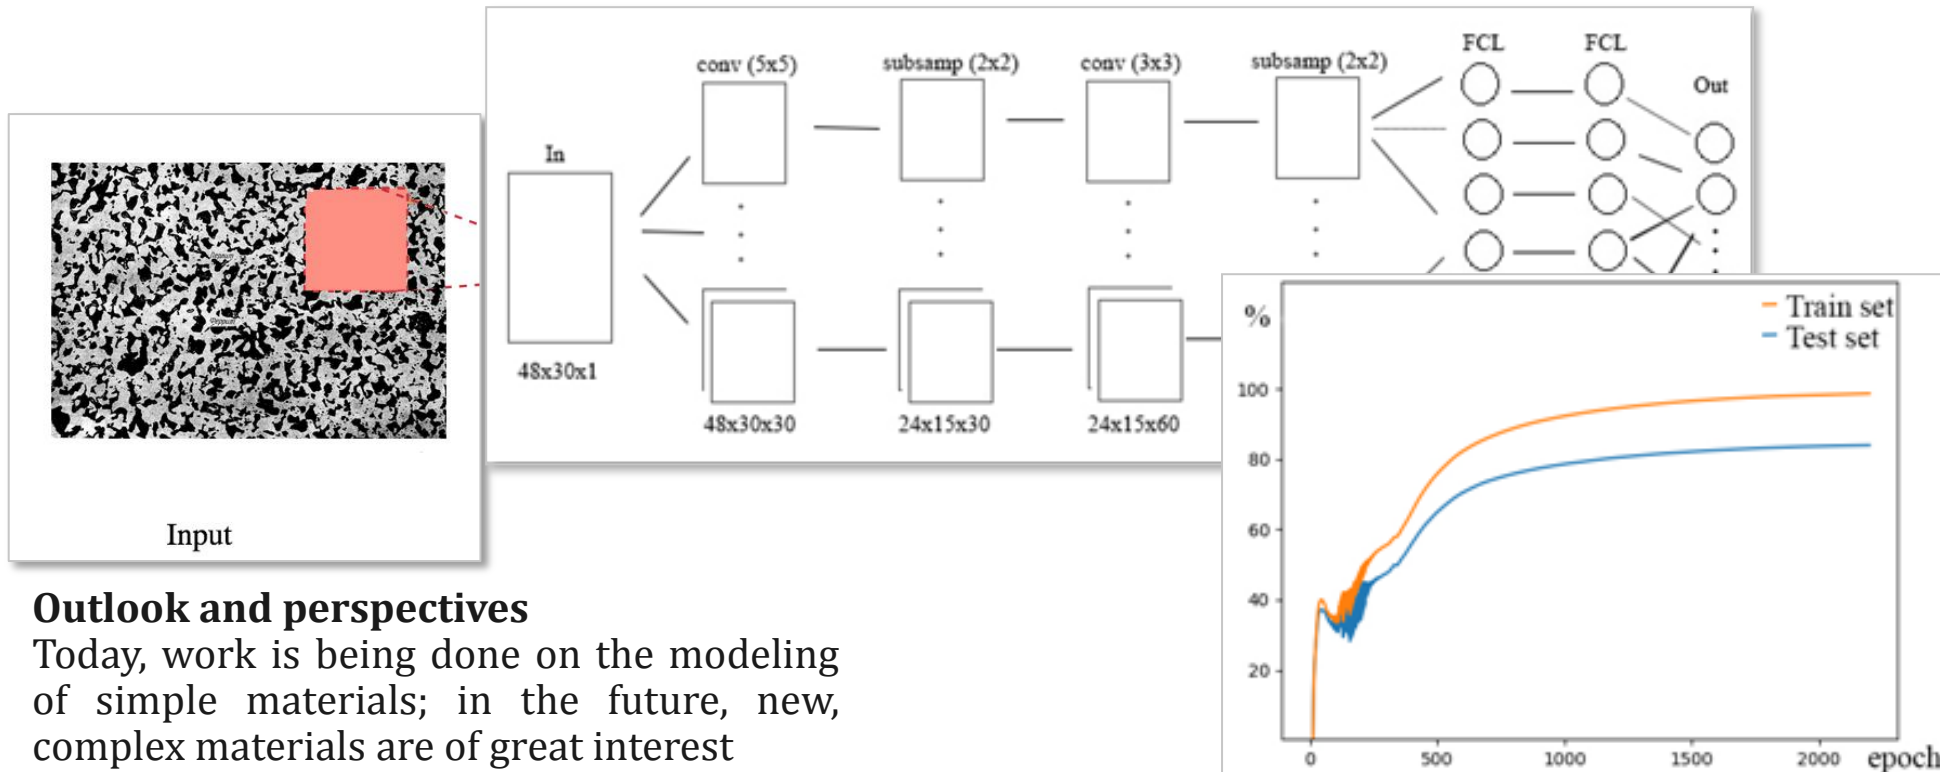 Input
In
48x30x1
conv (5x5)
subsamp (2x2)
conv (3x3)
subsamp (2x2)
FCL
FCL
Out
48x30x30
24x15x30
24x15x60
%
Train set
Test set
100
80
60
40
20
0
500
1000
1500
2000
epoch
Outlook and perspectives
Today, work is being done on the modeling
of simple materials; in the future, new,
complex materials are of great interest